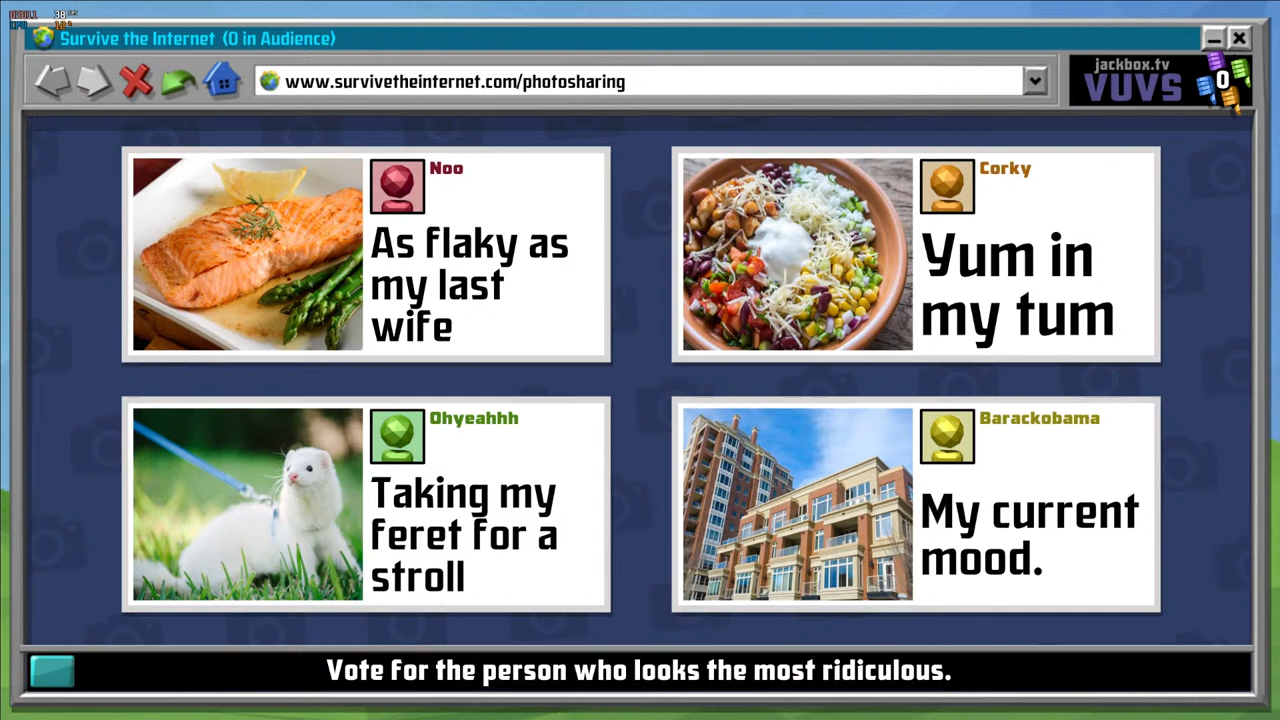 Survive the Internet (0 in Audience)
www.survivetheinternet.com/photosharing
jackbox.tv
VUVS
0
Noo
As flaky as
my last
wife
Corky
Yum in
my tum
Ohyeahhh
Taking my
feret for a
stroll
Barackobama
My current
mood.
Vote for the person who looks the most ridiculous.